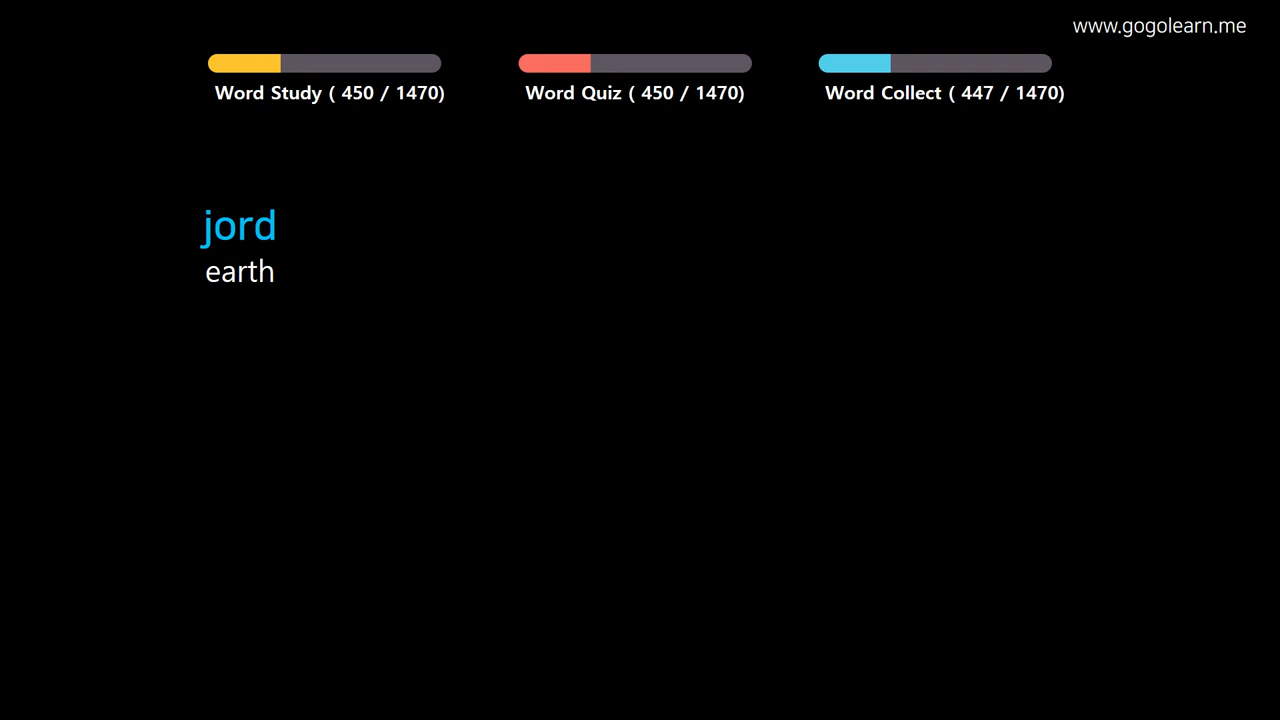 www.gogolearn.me
Word Study ( 450 / 1470)
Word Quiz ( 450 / 1470)
Word Collect ( 447 / 1470)
jord
earth